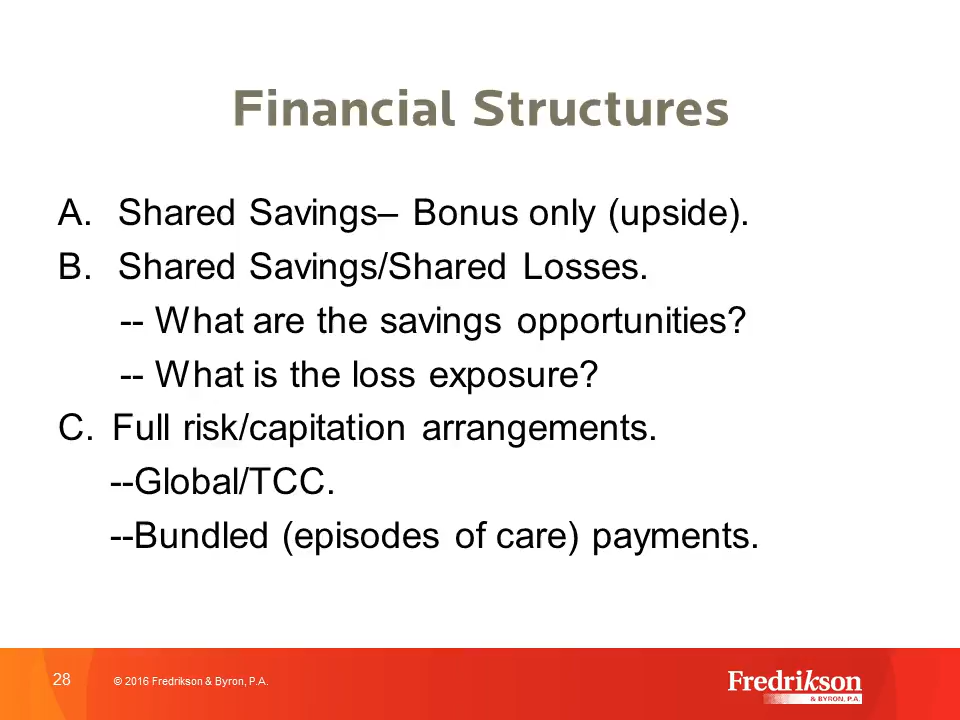 Financial Structures
A. Shared Savings– Bonus only (upside).
B. Shared Savings/Shared Losses.
-- What are the savings opportunities?
-- What is the loss exposure?
C. Full risk/capitation arrangements.
--Global/TCC.
--Bundled (episodes of care) payments.
28 © 2016 Fredrikson & Byron, P.A.
Fredrikson
& BYRON, P.A.